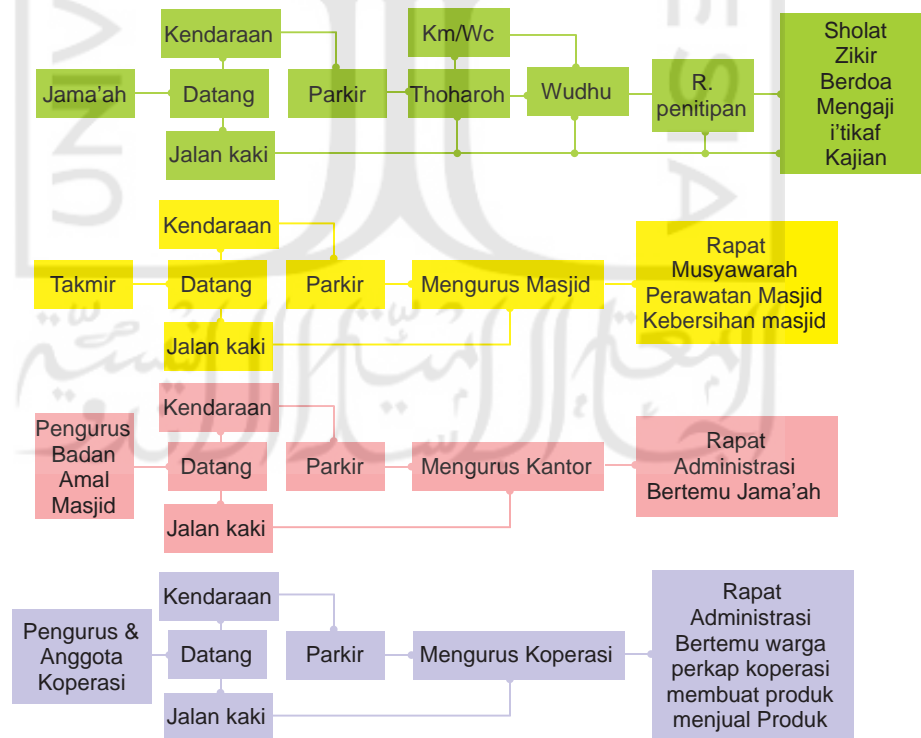 Kendaraan
Km/Wc
Jama'ah
Datang
Parkir
Thoharoh
Wudhu
R.
penitipan
Sholat
Zikir
Berdoa
Mengaji
i'tikaf
Kajian
Jalan kaki
Kendaraan
Takmir
Datang
Parkir
Mengurus Masjid
Rapat
Musyawarah
Perawatan Masjid
Kebersihan masjid
Jalan kaki
Kendaraan
Pengurus
Badan
Amal
Masjid
Datang
Parkir
Mengurus Kantor
Rapat
Administrasi
Bertemu Jama'ah
Jalan kaki
Kendaraan
Pengurus &
Anggota
Koperasi
Datang
Parkir
Mengurus Koperasi
Rapat
Administrasi
Bertemu warga
perkap koperasi
membuat produk
menjual Produk
Jalan kaki